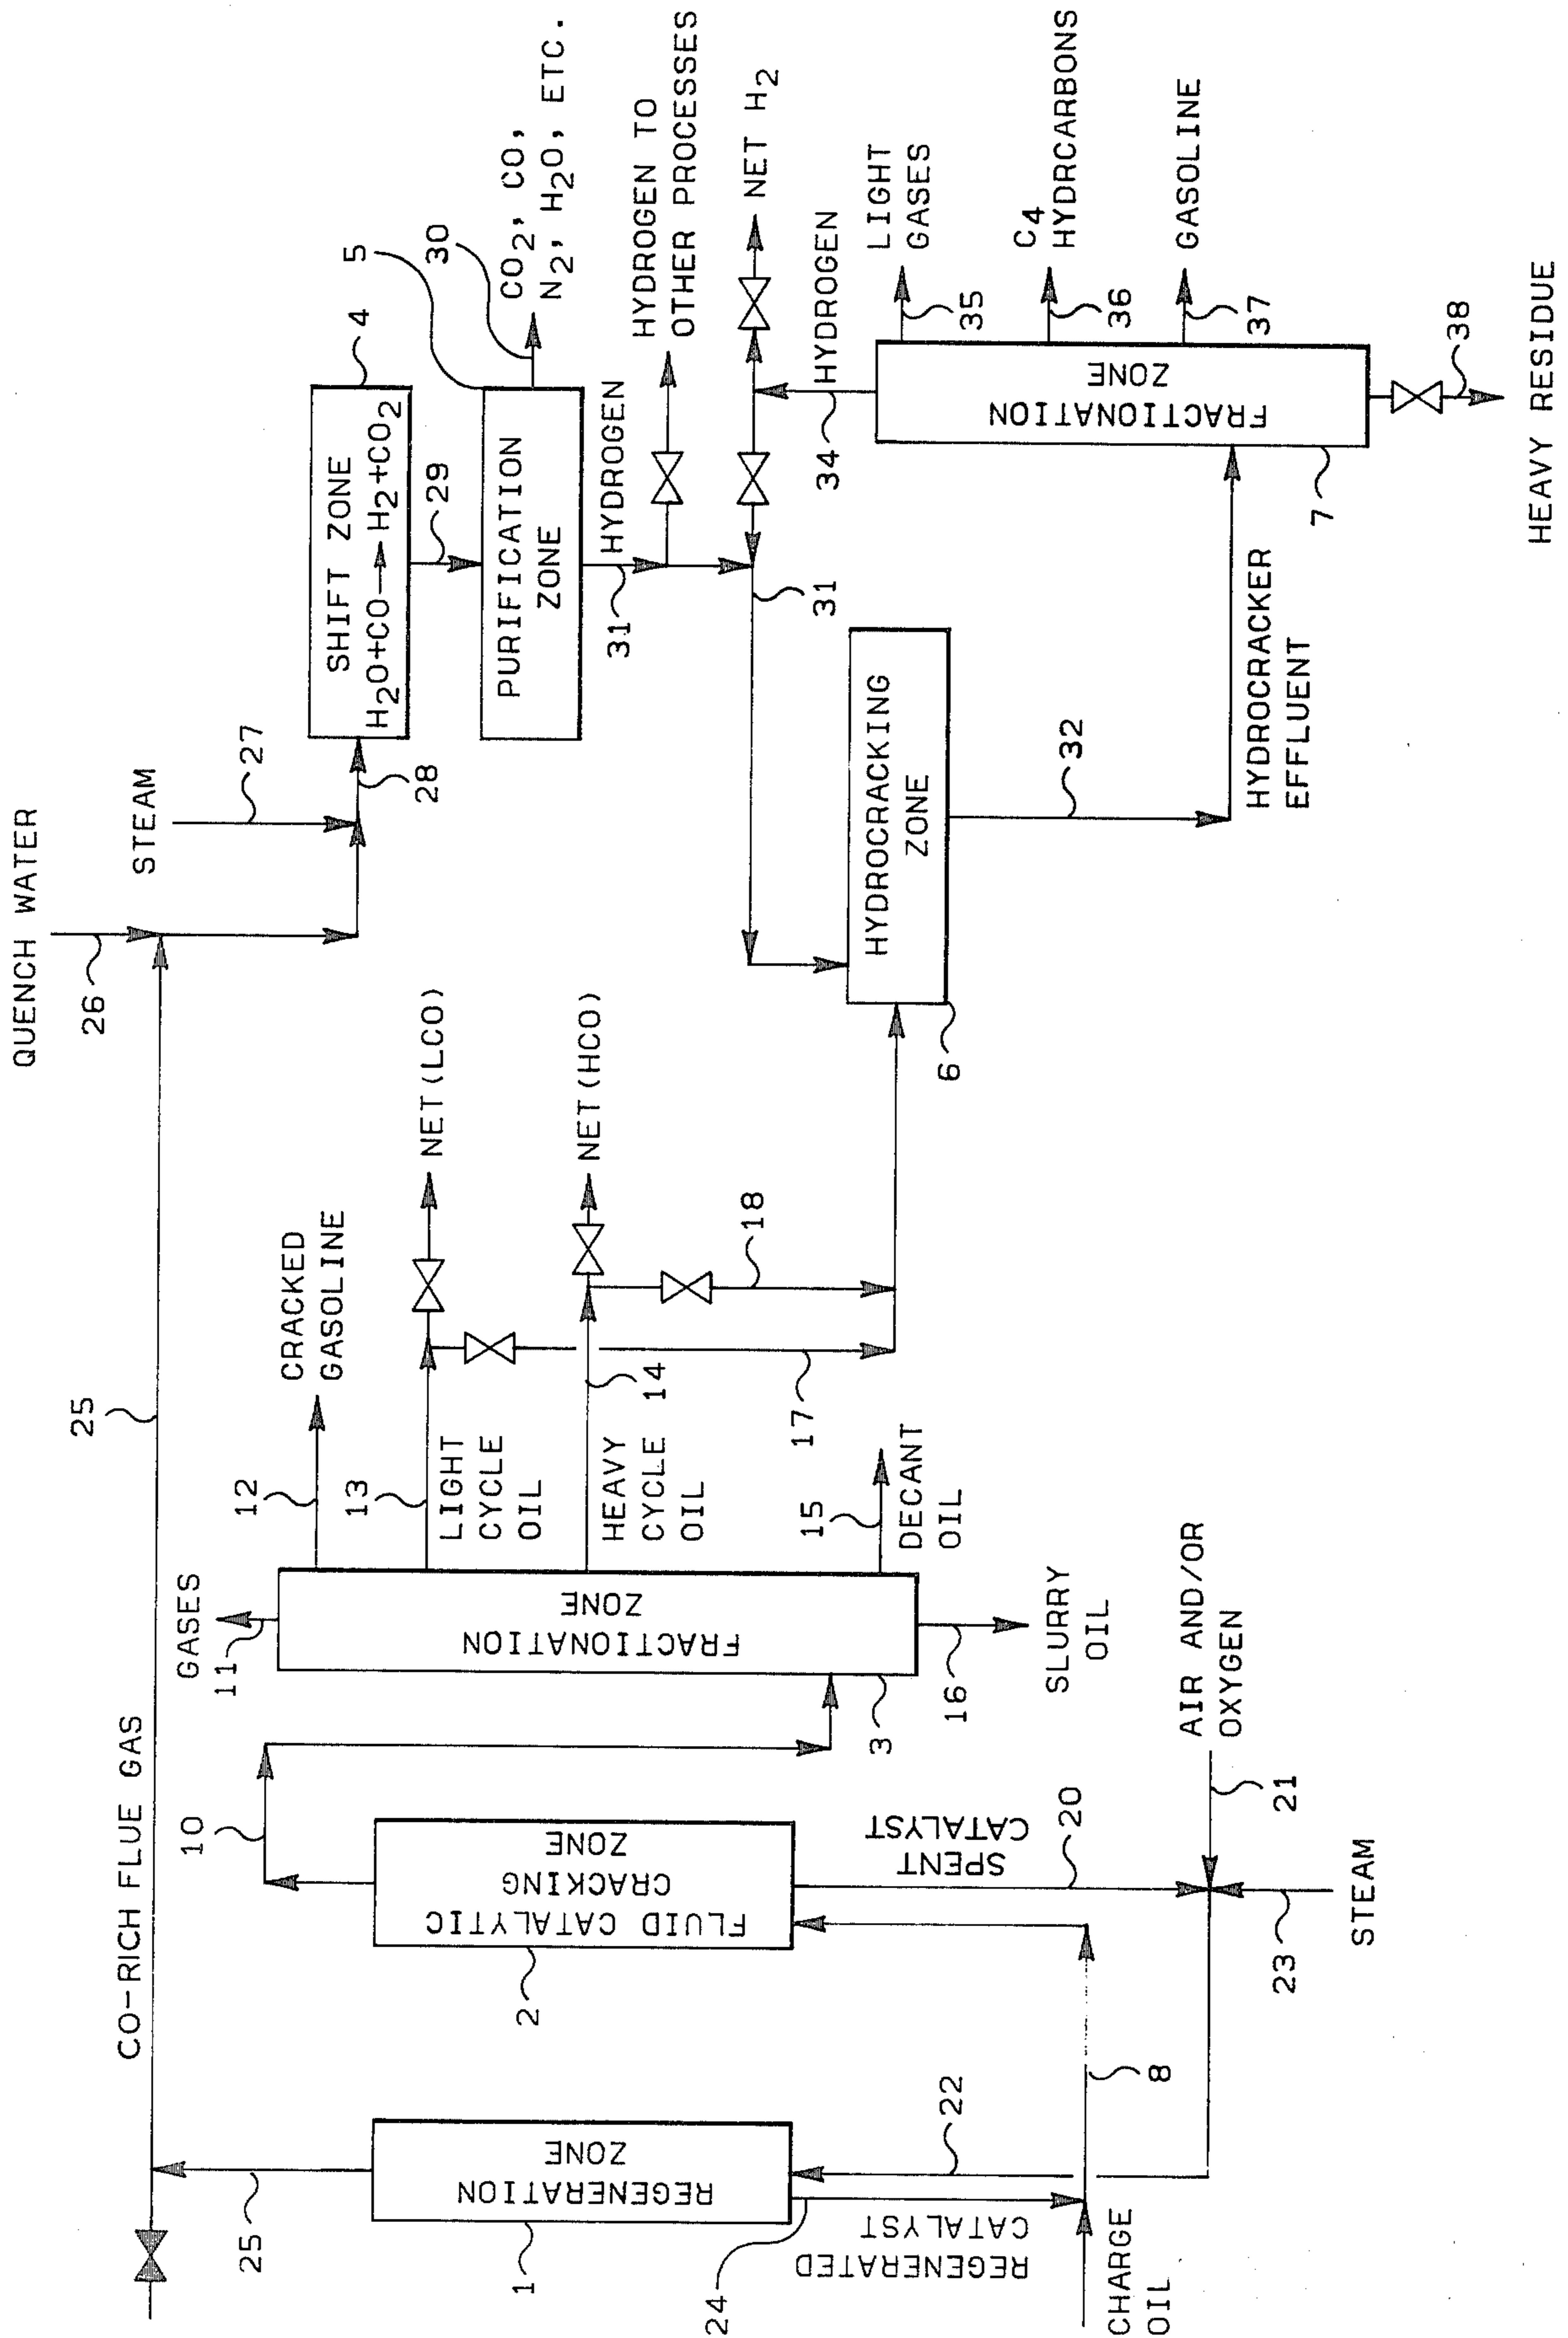 QUENCH WATER
26
STEAM
27
28
SHIFT ZONE
H2O+CO→H2+CO2
4
29
PURIFICATION
ZONE
5
30
CO2, CO,
N2, H2O, ETC.
HYDROGEN
31
HYDROGEN TO
OTHER PROCESSES
NET H2
31
HYDROGEN
34
LIGHT
GASES
35
C4
HYDRCARBONS
36
GASOLINE
37
FRACTIONATION
ZONE
7
38
HEAVY RESIDUE
HYDROCRACKING
ZONE
6
32
HYDROCRACKER
EFFLUENT
CO-RICH FLUE GAS
25
25
GASES
11
CRACKED
GASOLINE
12
13
LIGHT
CYCLE
OIL
NET(LCO)
HEAVY
CYCLE
OIL
14
NET(HCO)
17
18
15
DECANT
OIL
FRACTIONATION
ZONE
3
16
SLURRY
OIL
10
FLUID CATALYTIC
CRACKING
ZONE
2
SPENT
CATALYST
20
AIR AND/OR
OXYGEN
21
STEAM
23
REGENERATION
ZONE
1
22
24
REGENERATED
CATALYST
8
CHARGE
OIL